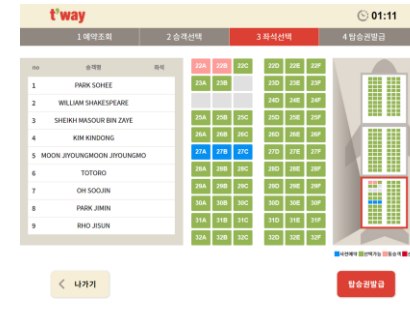 t'way
01:11
1 예약조회 2 승객선택 3 좌석선택 4 탑승권발급
no 승객명 좌석
1 PARK SOHEE
2 WILLIAM SHAKESPEARE
3 SHEIKH MASOUR BIN ZAYE
4 KIM KINDONG
5 MOON JIYOUNGMOON JIYOUNGMO
6 TOTORO
7 OH SOOJIN
8 PARK JIMIN
9 RHO JISUN
22A 22B 22C 22D 22E 22F
23A 23B 23D 23E 23F
24D 24E 24F
25A 25B 25C 25D 25E 25F
26A 26B 26C 26D 26E 26F
27A 27B 27C 27D 27E 27F
28A 28B 28C 28D 28E 28F
29A 29B 29C 29D 29E 29F
30A 30B 30C 30D 30E 30F
31A 31B 31C 31D 31E 31F
32A 32B 32C 32D 32E 32F
선택가능
나가기
탑승권발급